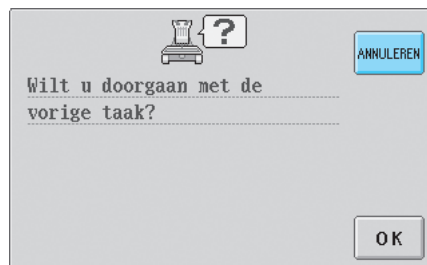 ?
ANNULEREN
Wilt u doorgaan met de
vorige taak?
OK